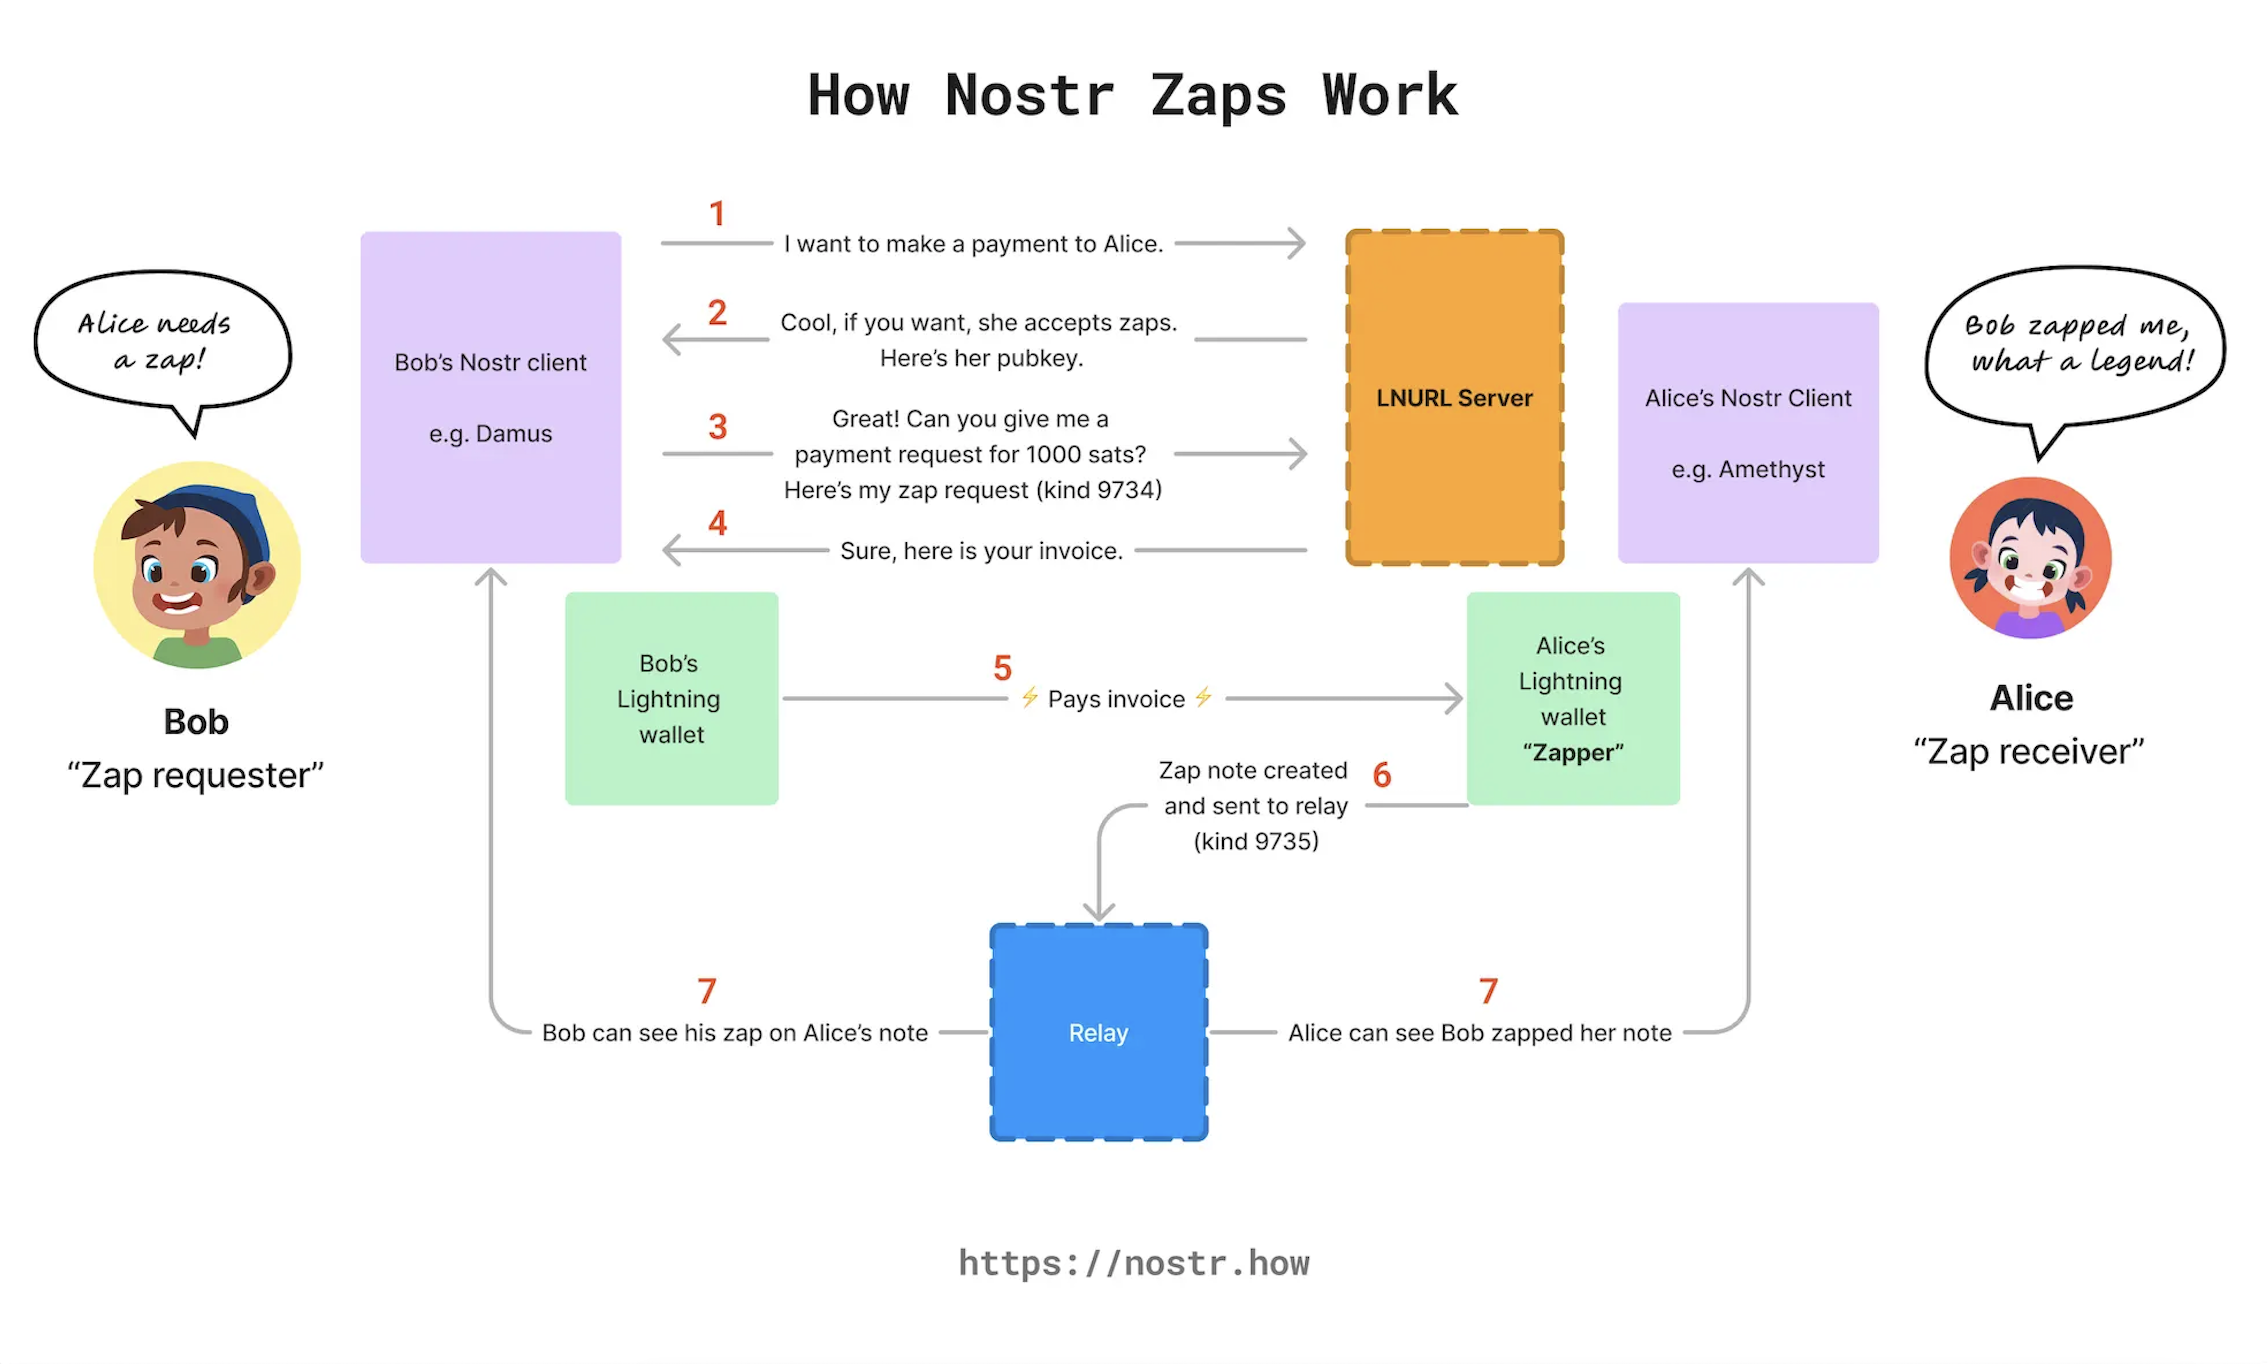 How Nostr Zaps Work
1
I want to make a payment to Alice.
2
Cool, if you want, she accepts zaps.
Here’s her pubkey.
3
Great! Can you give me a
payment request for 1000 sats?
Here’s my zap request (kind 9734)
4
Sure, here is your invoice.
Alice needs
a zap!
Bob’s Nostr client
e.g. Damus
LNURL Server
Alice’s Nostr Client
e.g. Amethyst
Bob zapped me,
what a legend!
Bob
“Zap requester”
Bob’s
Lightning
wallet
5
⚡ Pays invoice ⚡
Alice’s
Lightning
wallet
“Zapper”
Alice
“Zap receiver”
6
Zap note created
and sent to relay
(kind 9735)
7
Bob can see his zap on Alice’s note
Relay
7
Alice can see Bob zapped her note
https://nostr.how